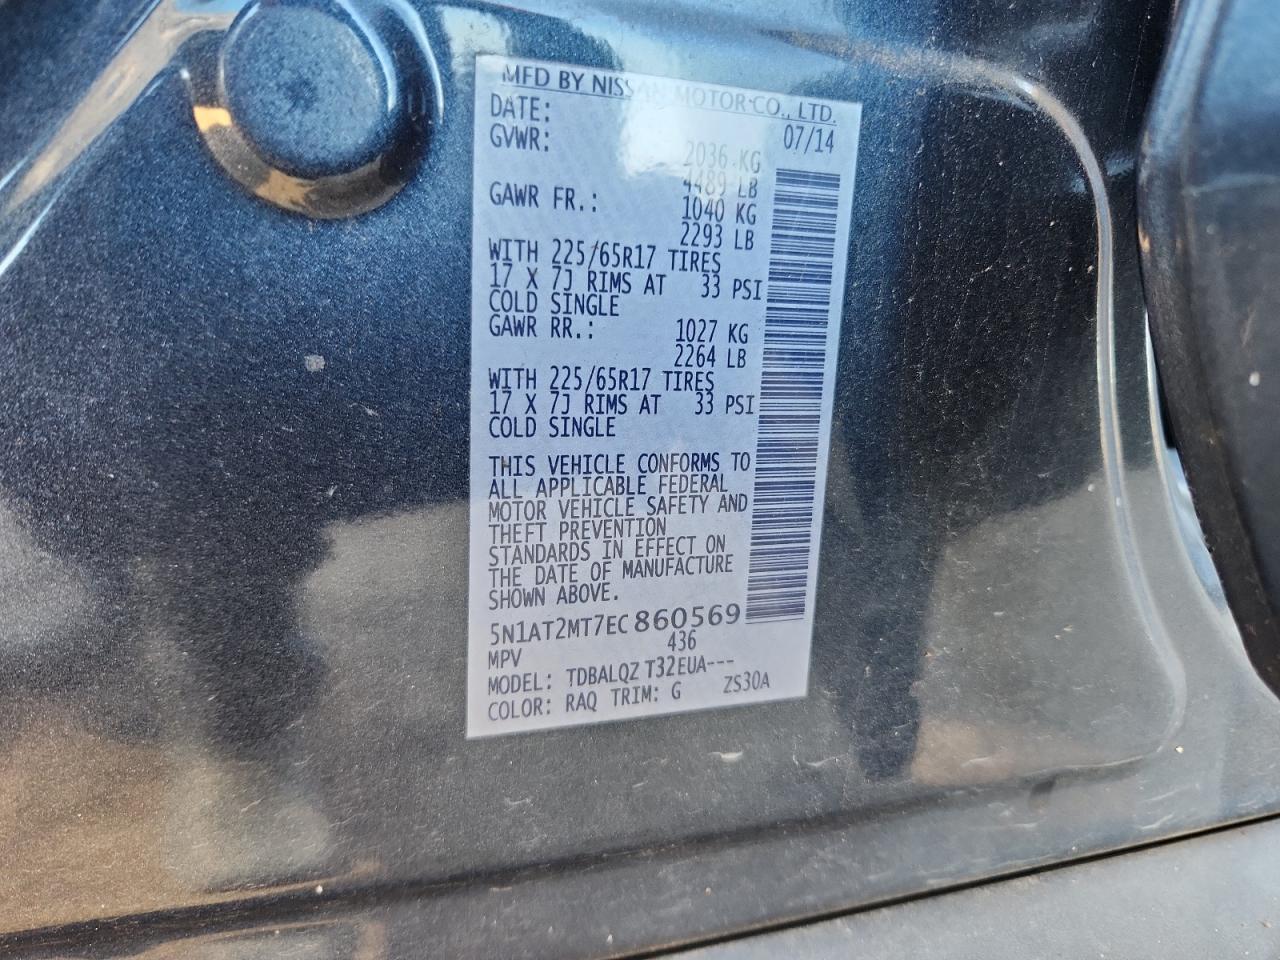 MFD BY NISSAN MOTOR CO., LTD.
DATE: 07/14
GVWR: 2036 KG
4489 LB
GAWR FR.: 1040 KG
2293 LB
WITH 225/65R17 TIRES
17 X 7J RIMS AT 33 PSI
COLD SINGLE
GAWR RR.: 1027 KG
2264 LB
WITH 225/65R17 TIRES
17 X 7J RIMS AT 33 PSI
COLD SINGLE
THIS VEHICLE CONFORMS TO
ALL APPLICABLE FEDERAL
MOTOR VEHICLE SAFETY AND
THEFT PREVENTION
STANDARDS IN EFFECT ON
THE DATE OF MANUFACTURE
SHOWN ABOVE.
5N1AT2MT7EC860569
MPV 436
MODEL: TDBALQZ T32EUA---
COLOR: RAQ TRIM: G ZS30A